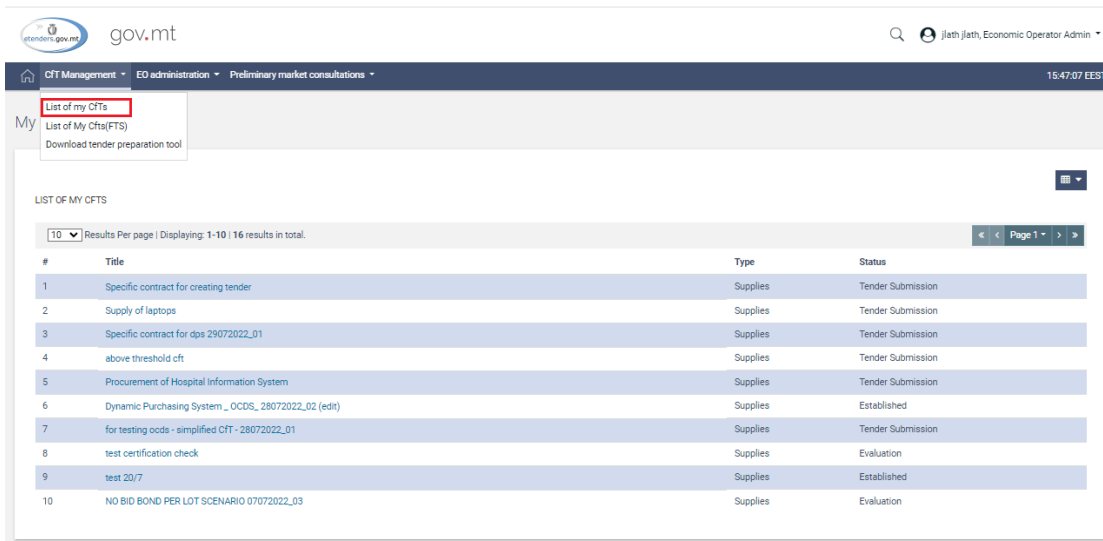 etenders.gov.mt
gov.mt
jlath jlath, Economic Operator Admin
CfT Management EO administration Preliminary market consultations 15:47:07 EEST
List of my CfTs
My
List of My Cfts(FTS)
Download tender preparation tool
LIST OF MY CFTS
10 Results Per page | Displaying: 1-10 | 16 results in total. « < Page 1 > »
# Title Type Status
1 Specific contract for creating tender Supplies Tender Submission
2 Supply of laptops Supplies Tender Submission
3 Specific contract for dps 29072022_01 Supplies Tender Submission
4 above threshold cft Supplies Tender Submission
5 Procurement of Hospital Information System Supplies Tender Submission
6 Dynamic Purchasing System _ OCDS_ 28072022_02 (edit) Supplies Established
7 for testing ocds - simplified CfT - 28072022_01 Supplies Tender Submission
8 test certification check Supplies Evaluation
9 test 20/7 Supplies Established
10 NO BID BOND PER LOT SCENARIO 07072022_03 Supplies Evaluation